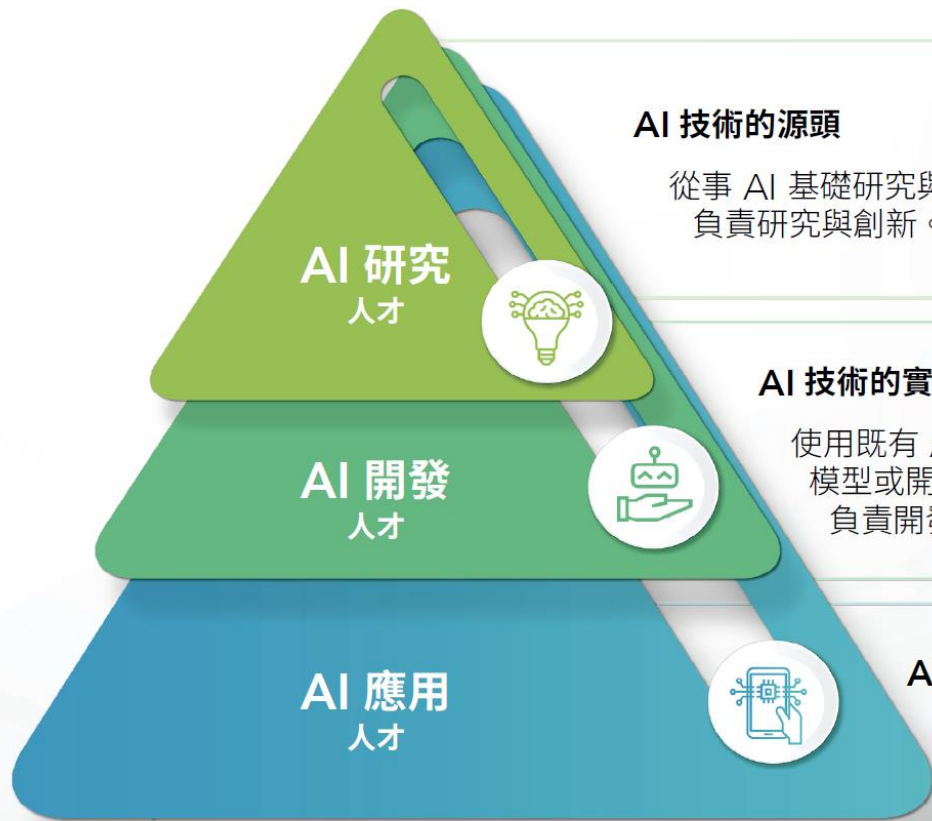 AI 技術的源頭
從事 AI 基礎研究與
負責研究與創新。
AI 研究
人才
AI 技術的實
使用既有
模型或開
負責開
AI 開發
人才
A
AI 應用
人才